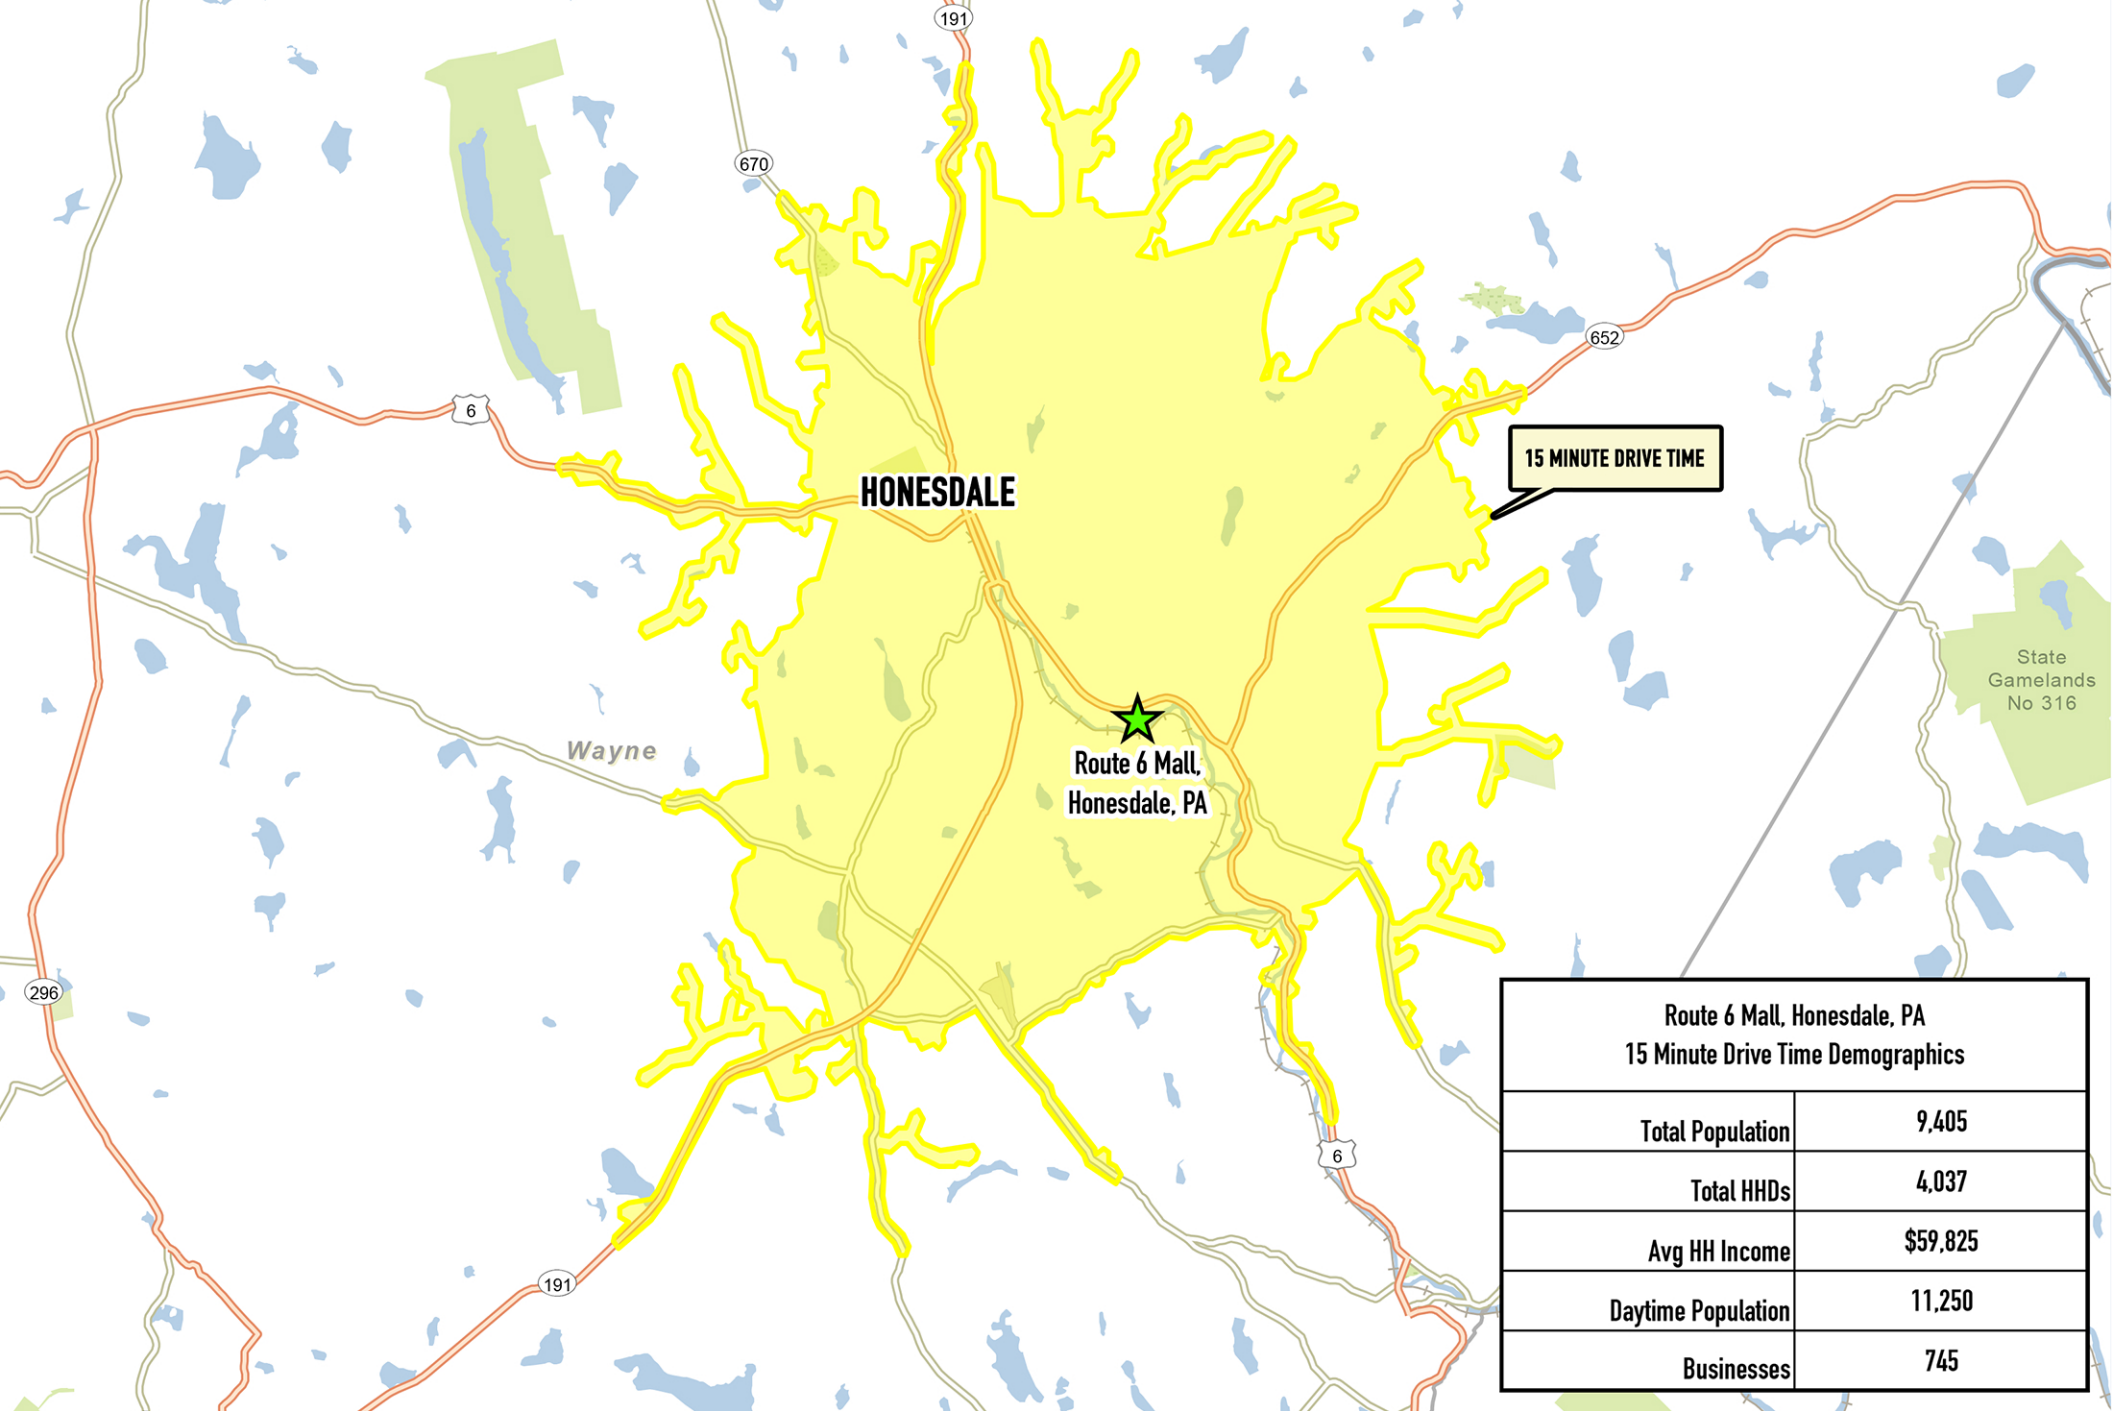 191
670
652
6
HONESDALE
15 MINUTE DRIVE TIME
State
Gamelands
No 316
Wayne
Route 6 Mall,
Honesdale, PA
296
6
191
Route 6 Mall, Honesdale, PA
15 Minute Drive Time Demographics
Total Population 9,405
Total HHDs 4,037
Avg HH Income $59,825
Daytime Population 11,250
Businesses 745